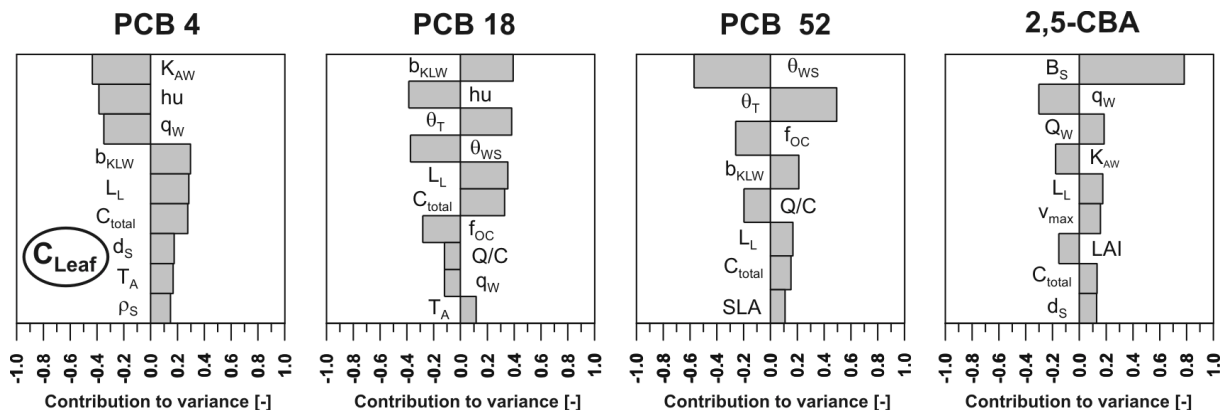 PCB 4
K_AW
hu
q_W
b_KLW
L_L
C_total
d_S
T_A
ρ_S
C_Leaf
-1.0 -0.8 -0.6 -0.4 -0.2 0.0 0.2 0.4 0.6 0.8 1.0
Contribution to variance [-]
PCB 18
b_KLW
hu
θ_T
θ_WS
L_L
C_total
f_OC
Q/C
q_W
T_A
-1.0 -0.8 -0.6 -0.4 -0.2 0.0 0.2 0.4 0.6 0.8 1.0
Contribution to variance [-]
PCB 52
θ_WS
θ_T
f_OC
b_KLW
Q/C
L_L
C_total
SLA
-1.0 -0.8 -0.6 -0.4 -0.2 0.0 0.2 0.4 0.6 0.8 1.0
Contribution to variance [-]
2,5-CBA
B_S
q_W
Q_W
K_AW
L_L
v_max
LAI
C_total
d_S
-1.0 -0.8 -0.6 -0.4 -0.2 0.0 0.2 0.4 0.6 0.8 1.0
Contribution to variance [-]